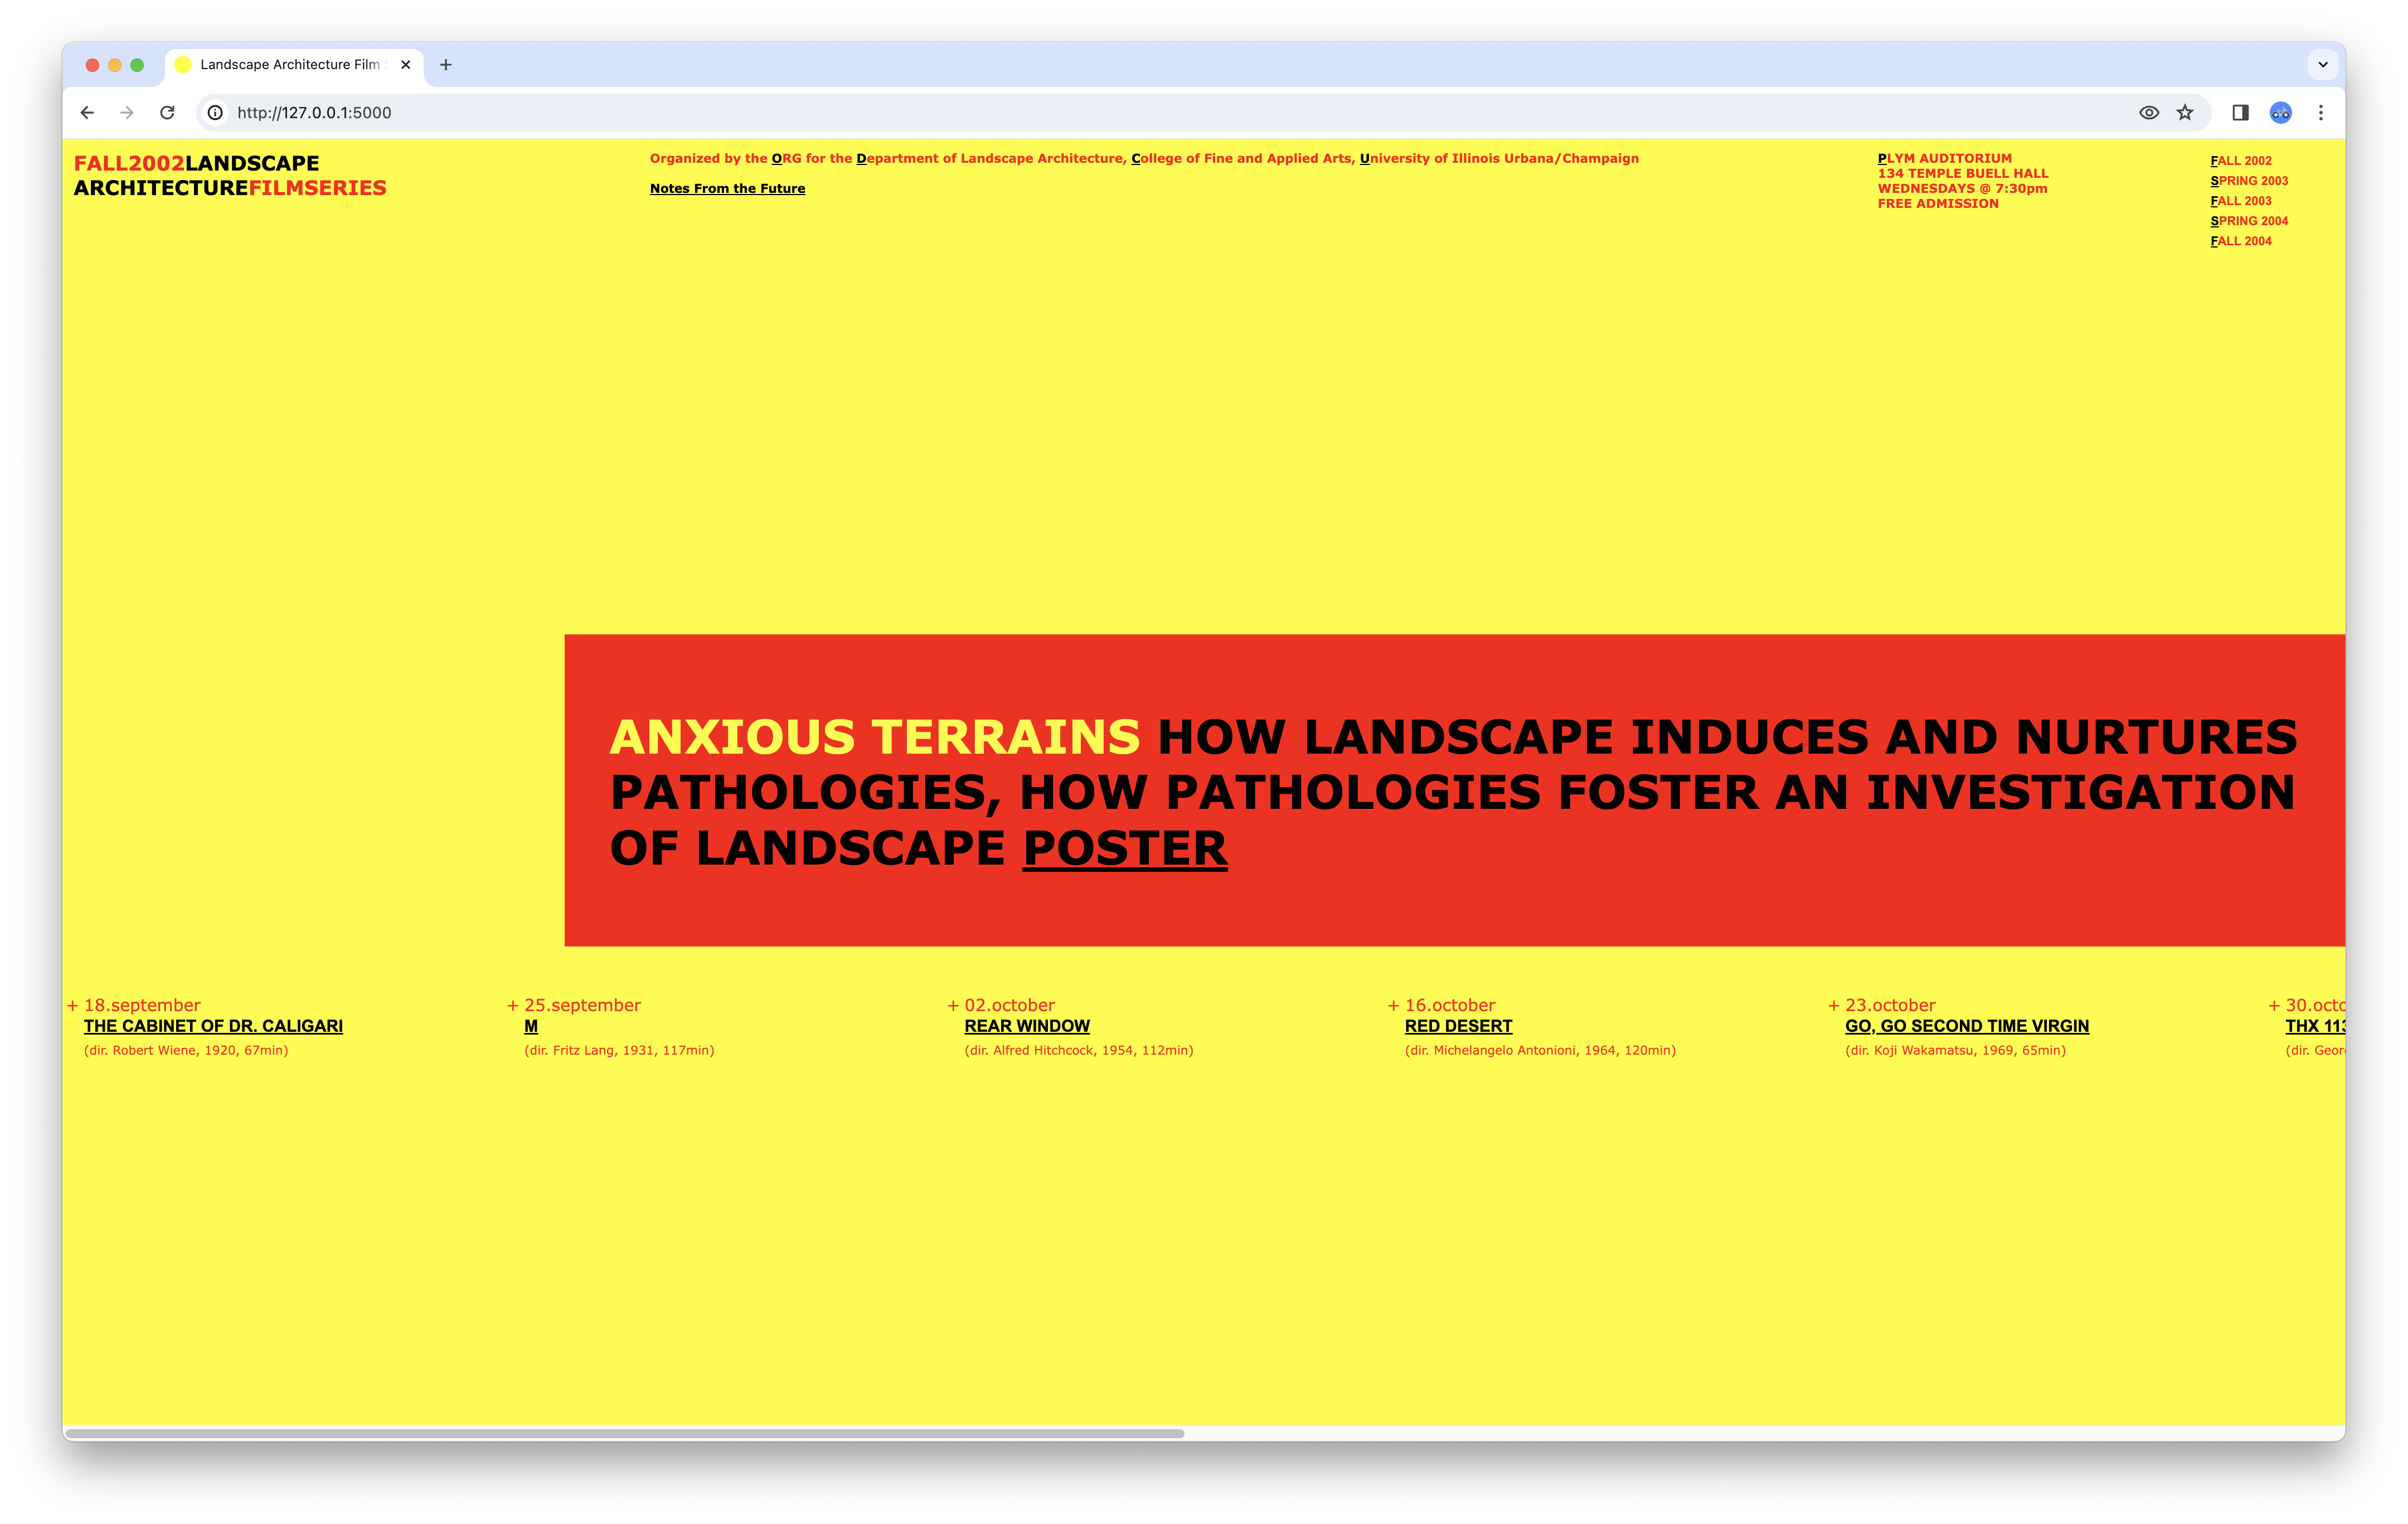 Landscape Architecture Film
http://127.0.0.1:5000
FALL2002LANDSCAPE
ARCHITECTUREFILMSERIES
Organized by the ORG for the Department of Landscape Architecture, College of Fine and Applied Arts, University of Illinois Urbana/Champaign
Notes From the Future
PLYM AUDITORIUM
134 TEMPLE BUELL HALL
WEDNESDAYS @ 7:30pm
FREE ADMISSION
FALL 2002
SPRING 2003
FALL 2003
SPRING 2004
FALL 2004
ANXIOUS TERRAINS HOW LANDSCAPE INDUCES AND NURTURES
PATHOLOGIES, HOW PATHOLOGIES FOSTER AN INVESTIGATION
OF LANDSCAPE POSTER
+ 18.september
THE CABINET OF DR. CALIGARI
(dir. Robert Wiene, 1920, 67min)
+ 25.september
M
(dir. Fritz Lang, 1931, 117min)
+ 02.october
REAR WINDOW
(dir. Alfred Hitchcock, 1954, 112min)
+ 16.october
RED DESERT
(dir. Michelangelo Antonioni, 1964, 120min)
+ 23.october
GO, GO SECOND TIME VIRGIN
(dir. Koji Wakamatsu, 1969, 65min)
+ 30.octo
THX 113
(dir. Geor